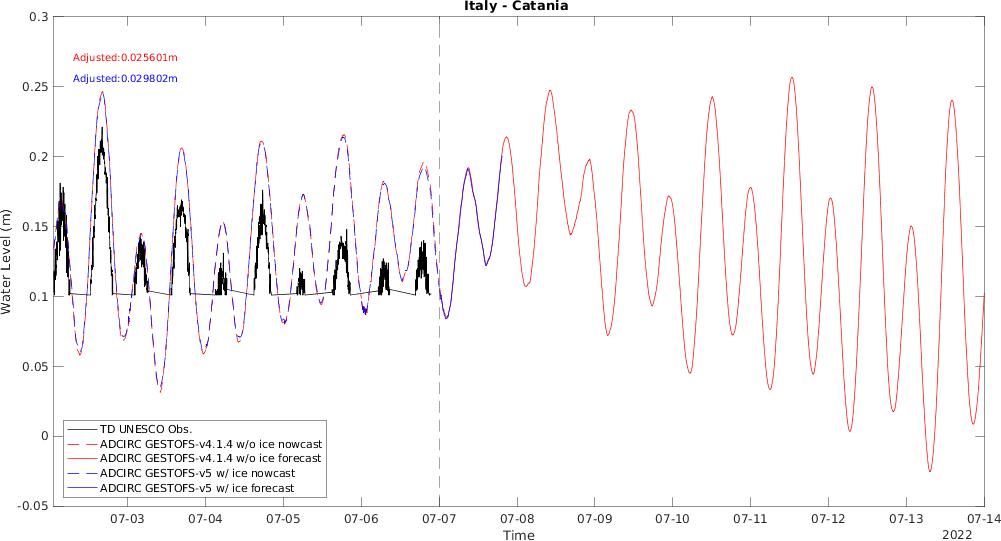 Italy - Catania
Adjusted:0.025601m
Adjusted:0.029802m
Water Level (m)
0.3
0.25
0.2
0.15
0.1
0.05
0
-0.05
TD UNESCO Obs.
ADCIRC GESTOFS-v4.1.4 w/o ice nowcast
ADCIRC GESTOFS-v4.1.4 w/o ice forecast
ADCIRC GESTOFS-v5 w/ ice nowcast
ADCIRC GESTOFS-v5 w/ ice forecast
07-03 07-04 07-05 07-06 07-07 07-08 07-09 07-10 07-11 07-12 07-13 07-14
Time
2022